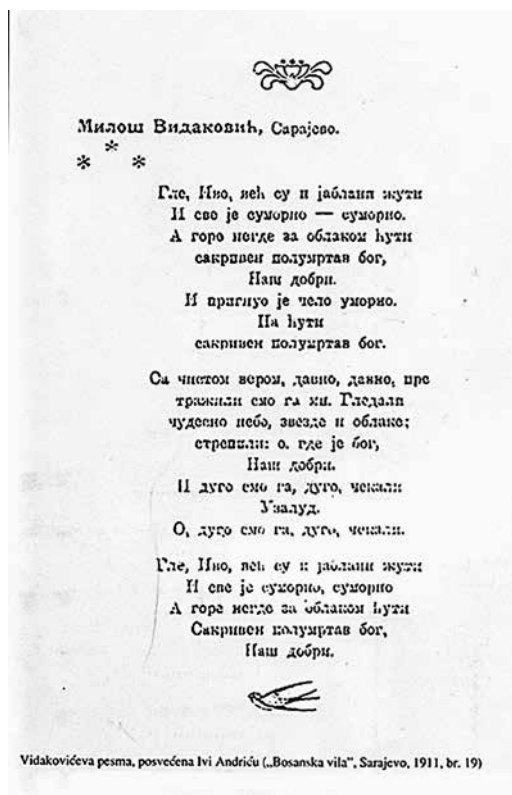 Милош Видаковић, Сарајево.
* * *
Гле, Иво, већ су и јаблани жути
И све је суморно — суморно.
А горе негде за облаком ћути
сакривен полумртав бог,
Наш добри.
И пригнуо је чело уморно.
Па ћути
сакривен полумртав бог.
Са чистом вером, давно, давно, пре
тражили смо га ми. Гледали
чудесно небо, звезде и облаке;
стрепили: о, где је бог,
Наш добри.
И дуго смо га, дуго, чекали
Узалуд.
О, дуго смо га, дуго, чекали.
Гле, Иво, већ су и јаблани жути
И све је суморно, суморно
А горе негде за облаком ћути
Сакривен полумртав бог,
Наш добри.
Vidakovićeva pesma, posvećena Ivi Andriću („Bosanska vila", Sarajevo, 1911, br. 19)